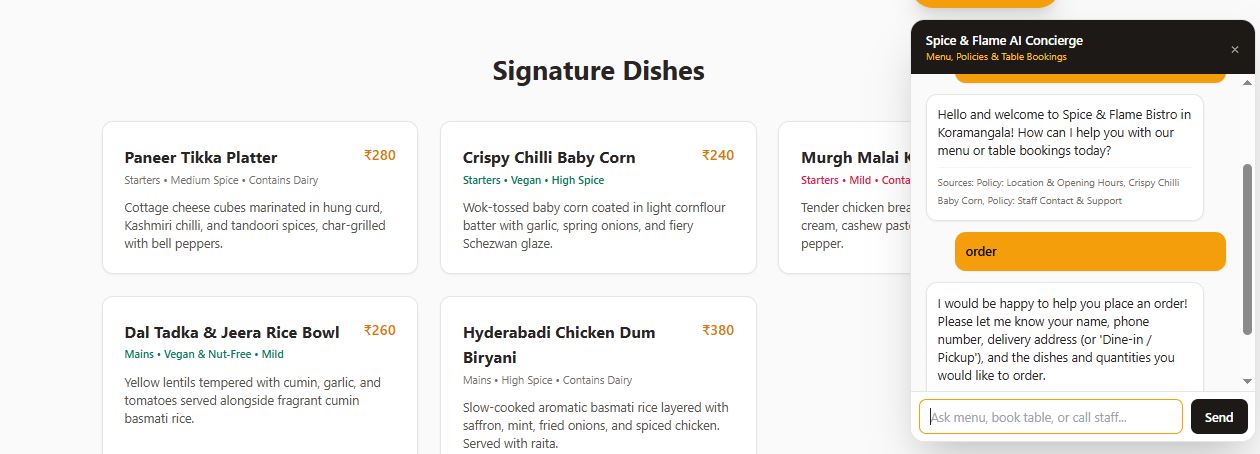 Signature Dishes
Paneer Tikka Platter
₹280
Starters • Medium Spice • Contains Dairy
Cottage cheese cubes marinated in hung curd,
Kashmiri chilli, and tandoori spices, char-grilled
with bell peppers.
Crispy Chilli Baby Corn
₹240
Starters • Vegan • High Spice
Wok-tossed baby corn coated in light cornflour
batter with garlic, spring onions, and fiery
Schezwan glaze.
Murgh Malai
Starters • Mild •
Tender chicken
cream, cashew
pepper.
Dal Tadka & Jeera Rice Bowl
₹260
Mains • Vegan & Nut-Free • Mild
Yellow lentils tempered with cumin, garlic, and
tomatoes served alongside fragrant cumin
basmati rice.
Hyderabadi Chicken Dum
Biryani
₹380
Mains • High Spice • Contains Dairy
Slow-cooked aromatic basmati rice layered with
saffron, mint, fried onions, and spiced chicken.
Served with raita.
Spice & Flame AI Concierge
×
Menu, Policies & Table Bookings
Hello and welcome to Spice & Flame Bistro in
Koramangala! How can I help you with our
menu or table bookings today?
Sources: Policy: Location & Opening Hours, Crispy Chilli
Baby Corn, Policy: Staff Contact & Support
order
I would be happy to help you place an order!
Please let me know your name, phone
number, delivery address (or 'Dine-in /
Pickup'), and the dishes and quantities you
would like to order.
Ask menu, book table, or call staff...
Send